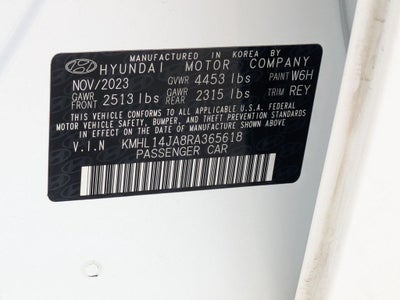 MANUFACTURED IN KOREA BY
HYUNDAI MOTOR COMPANY
NOV/2023 GVWR 4453 lbs PAINT W6H
GAWR FRONT 2513 lbs GAWR REAR 2315 lbs TRIM REY
THIS VEHICLE CONFORMS TO ALL APPLICABLE U.S.A. FEDERAL
MOTOR VEHICLE SAFETY, BUMPER, AND THEFT PREVENTION STANDARDS
IN EFFECT ON THE DATE OF MANUFACTURE SHOWN ABOVE.
V.I.N KMHL14JA8RA365618
PASSENGER CAR